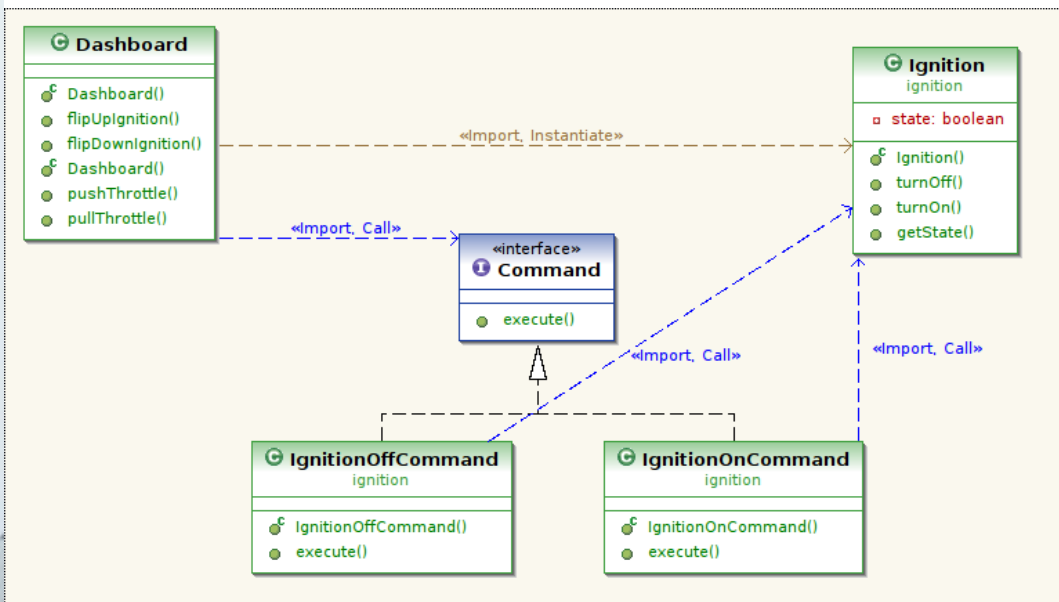 Dashboard
Dashboard()
flipUpIgnition()
flipDownIgnition()
Dashboard()
pushThrottle()
pullThrottle()
«Import, Instantiate»
Ignition
ignition
state: boolean
Ignition()
turnOff()
turnOn()
getState()
«Import, Call»
«interface»
Command
execute()
«Import, Call»
«Import, Call»
IgnitionOffCommand
ignition
IgnitionOffCommand()
execute()
IgnitionOnCommand
ignition
IgnitionOnCommand()
execute()